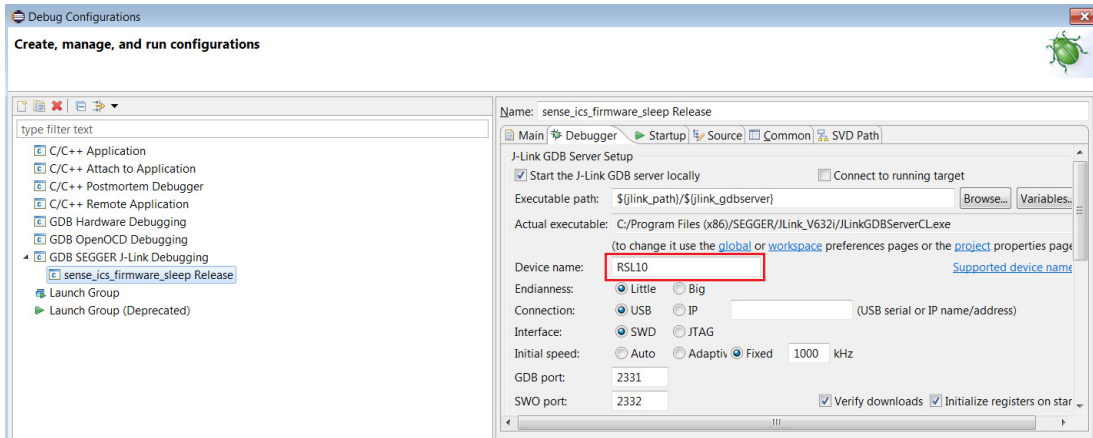 Debug Configurations
Create, manage, and run configurations
type filter text
C/C++ Application
C/C++ Attach to Application
C/C++ Postmortem Debugger
C/C++ Remote Application
GDB Hardware Debugging
GDB OpenOCD Debugging
GDB SEGGER J-Link Debugging
sense_ics_firmware_sleep Release
Launch Group
Launch Group (Deprecated)
Name: sense_ics_firmware_sleep Release
Main Debugger Startup Source Common SVD Path
J-Link GDB Server Setup
Start the J-Link GDB server locally Connect to running target
Executable path: ${jlink_path}/${jlink_gdbserver} Browse... Variables..
Actual executable: C:/Program Files (x86)/SEGGER/JLink_V632i/JLinkGDBServerCL.exe
(to change it use the global or workspace preferences pages or the project properties page
Device name: RSL10 Supported device name
Endianness: Little Big
Connection: USB IP (USB serial or IP name/address)
Interface: SWD JTAG
Initial speed: Auto Adaptiv Fixed 1000 kHz
GDB port: 2331
SWO port: 2332 Verify downloads Initialize registers on star